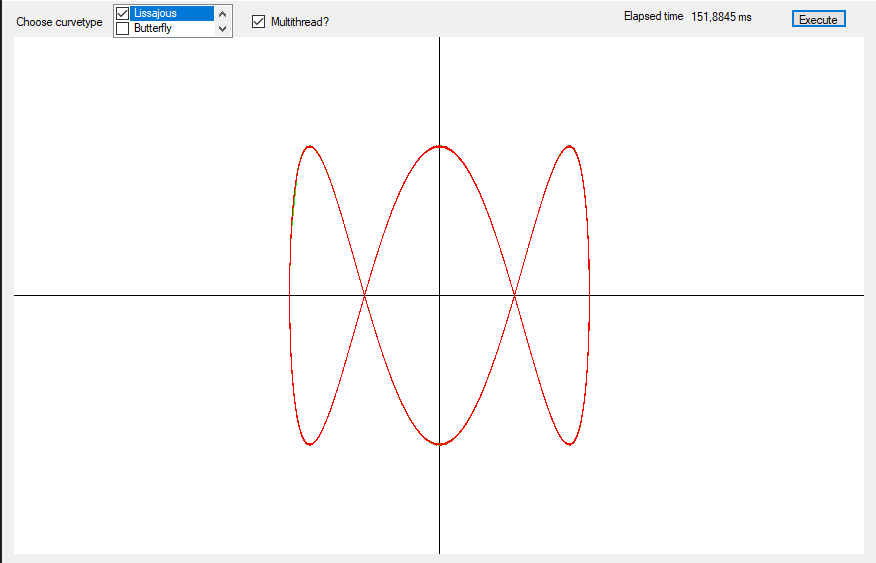 Choose curvetype
Lissajous
Butterfly
Multithread?
Elapsed time 151,8845 ms
Execute